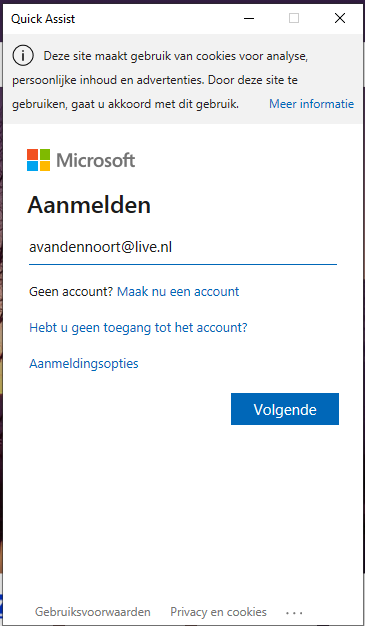 Quick Assist
Deze site maakt gebruik van cookies voor analyse,
persoonlijke inhoud en advertenties. Door deze site te
gebruiken, gaat u akkoord met dit gebruik. Meer informatie
Microsoft
Aanmelden
avandennoort@live.nl
Geen account? Maak nu een account
Hebt u geen toegang tot het account?
Aanmeldingsopties
Volgende
Gebruiksvoorwaarden Privacy en cookies ...